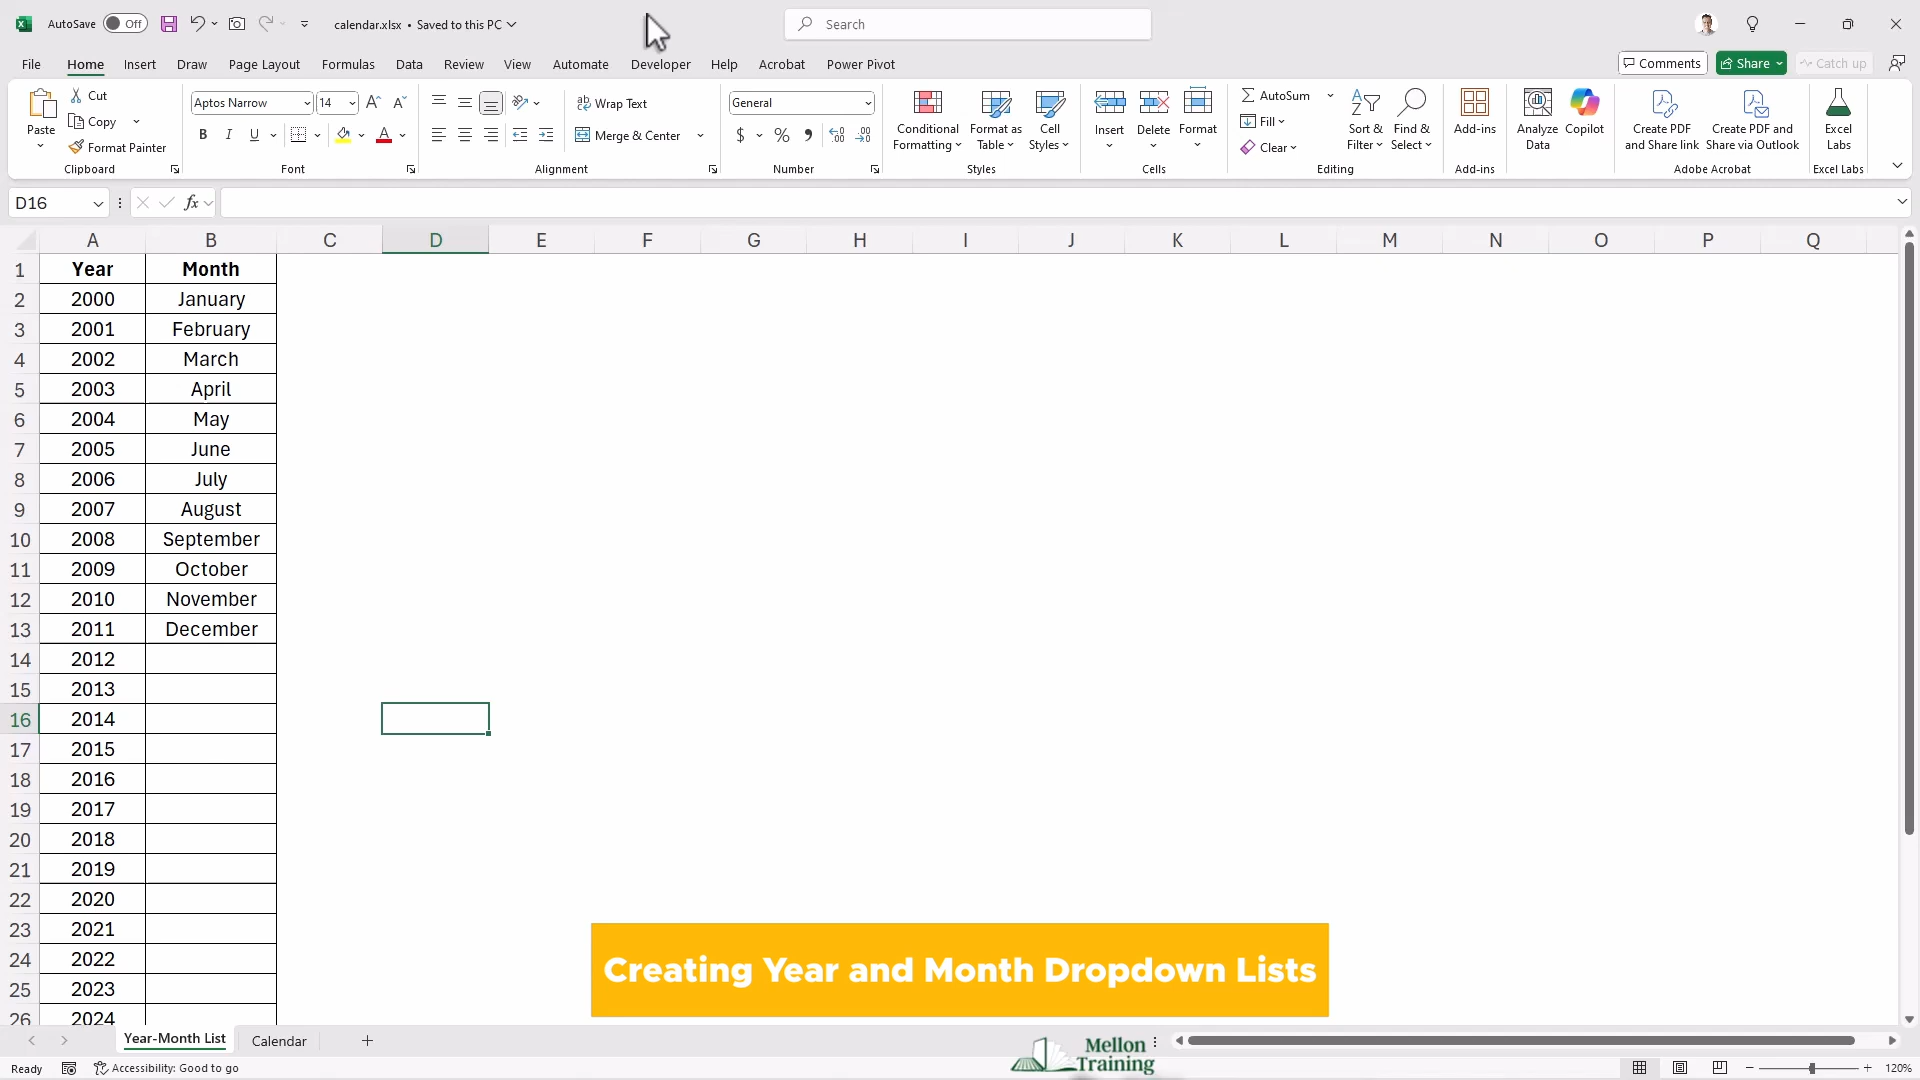 AutoSave Off calendar.xlsx • Saved to this PC Search
File Home Insert Draw Page Layout Formulas Data Review View Automate Developer Help Acrobat Power Pivot Comments Share Catch up
Paste Cut Copy Format Painter Clipboard
Aptos Narrow 14 B I U A Font
Wrap Text Merge & Center Alignment
General $ % Number
Conditional Formatting Format as Table Cell Styles Styles
Insert Delete Format Cells
AutoSum Fill Clear Sort & Filter Find & Select Editing
Add-ins Add-ins
Analyze Data Copilot
Create PDF and Share link Create PDF and Share via Outlook Adobe Acrobat
Excel Labs Excel Labs
D16 fx
A B C D E F G H I J K L M N O P Q
1 Year Month
2 2000 January
3 2001 February
4 2002 March
5 2003 April
6 2004 May
7 2005 June
8 2006 July
9 2007 August
10 2008 September
11 2009 October
12 2010 November
13 2011 December
14 2012
15 2013
16 2014
17 2015
18 2016
19 2017
20 2018
21 2019
22 2020
23 2021
24 2022
25 2023
26 2024
Creating Year and Month Dropdown Lists
Year-Month List Calendar +
Mellon
Training
Ready Accessibility: Good to go 120%